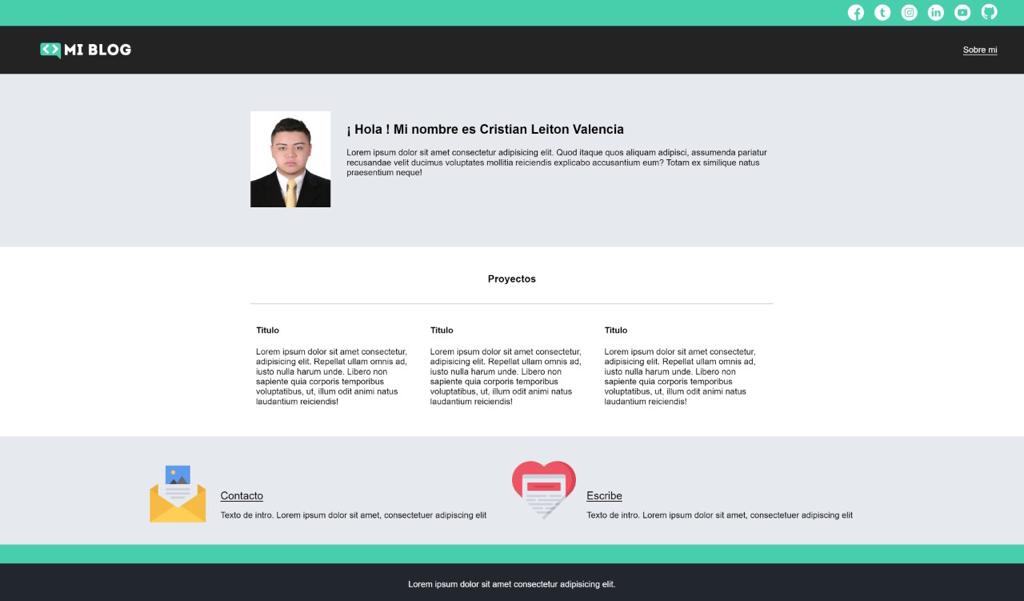 MI BLOG
Sobre mi
¡ Hola ! Mi nombre es Cristian Leiton Valencia
Lorem ipsum dolor sit amet consectetur adipisicing elit. Quod itaque quos aliquam adipisci, assumenda pariatur
recusandae velit ducimus voluptates mollitia reiciendis explicabo accusantium eum? Totam ex similique natus
praesentium neque!
Proyectos
Titulo
Lorem ipsum dolor sit amet consectetur,
adipisicing elit. Repellat ullam omnis ad,
iusto nulla harum unde. Libero non
sapiente quia corporis temporibus
voluptatibus, ut, illum odit animi natus
laudantium reiciendis!
Titulo
Lorem ipsum dolor sit amet consectetur,
adipisicing elit. Repellat ullam omnis ad,
iusto nulla harum unde. Libero non
sapiente quia corporis temporibus
voluptatibus, ut, illum odit animi natus
laudantium reiciendis!
Titulo
Lorem ipsum dolor sit amet consectetur,
adipisicing elit. Repellat ullam omnis ad,
iusto nulla harum unde. Libero non
sapiente quia corporis temporibus
voluptatibus, ut, illum odit animi natus
laudantium reiciendis!
Contacto
Texto de intro. Lorem ipsum dolor sit amet, consectetuer adipiscing elit
Escribe
Texto de intro. Lorem ipsum dolor sit amet, consectetuer adipiscing elit
Lorem ipsum dolor sit amet consectetur adipisicing elit.